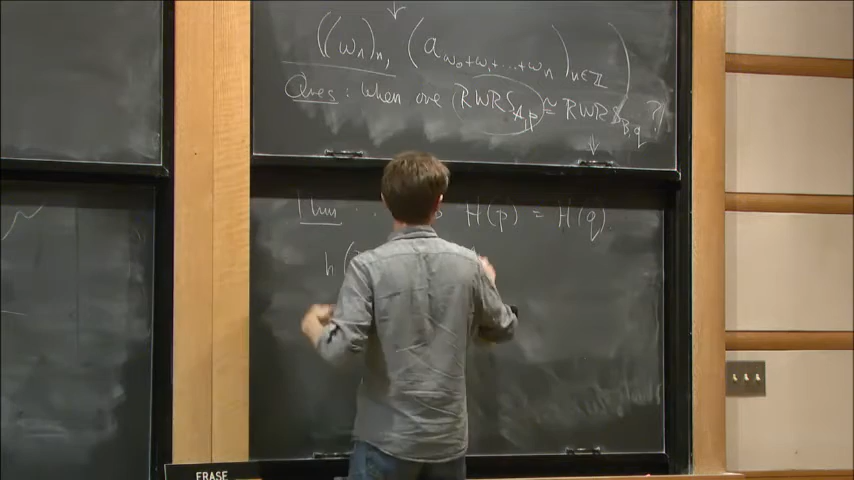 ((ω_n)_n, (a_{ω_0+ω_1+...+ω_n})_{n∈ℤ})
Ques: When are RWRS_{A,p} ≈ RWRS_{B,q} ?
Thm ... H(p) = H(q).
h(
ERASE